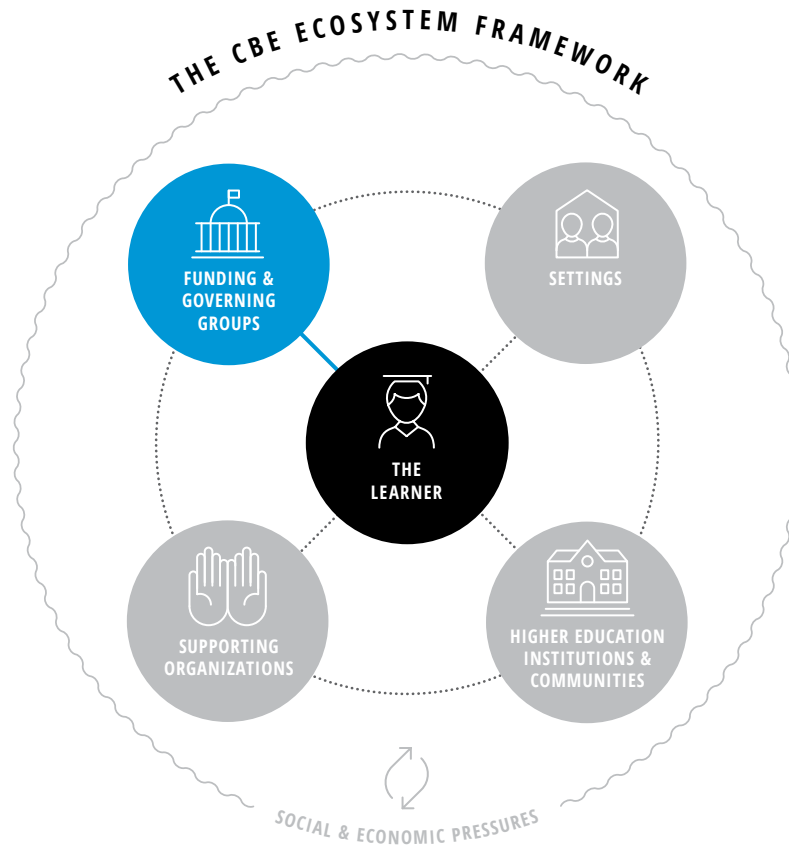 THE CBE ECOSYSTEM FRAMEWORK
FUNDING &
GOVERNING
GROUPS
SETTINGS
THE
LEARNER
SUPPORTING
ORGANIZATIONS
HIGHER EDUCATION
INSTITUTIONS &
COMMUNITIES
SOCIAL & ECONOMIC PRESSURES